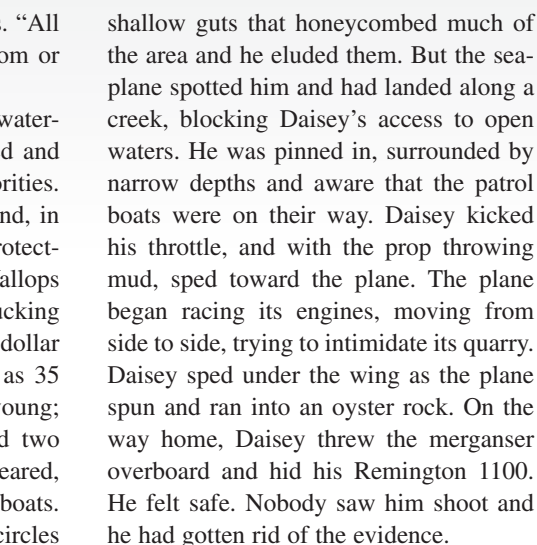 s. “All
om or
water-
d and
rities.
nd, in
rotect-
allops
ucking
dollar
as 35
oung;
d two
eared,
boats.
circles
shallow guts that honeycombed much of
the area and he eluded them. But the sea-
plane spotted him and had landed along a
creek, blocking Daisey’s access to open
waters. He was pinned in, surrounded by
narrow depths and aware that the patrol
boats were on their way. Daisey kicked
his throttle, and with the prop throwing
mud, sped toward the plane. The plane
began racing its engines, moving from
side to side, trying to intimidate its quarry.
Daisey sped under the wing as the plane
spun and ran into an oyster rock. On the
way home, Daisey threw the merganser
overboard and hid his Remington 1100.
He felt safe. Nobody saw him shoot and
he had gotten rid of the evidence.